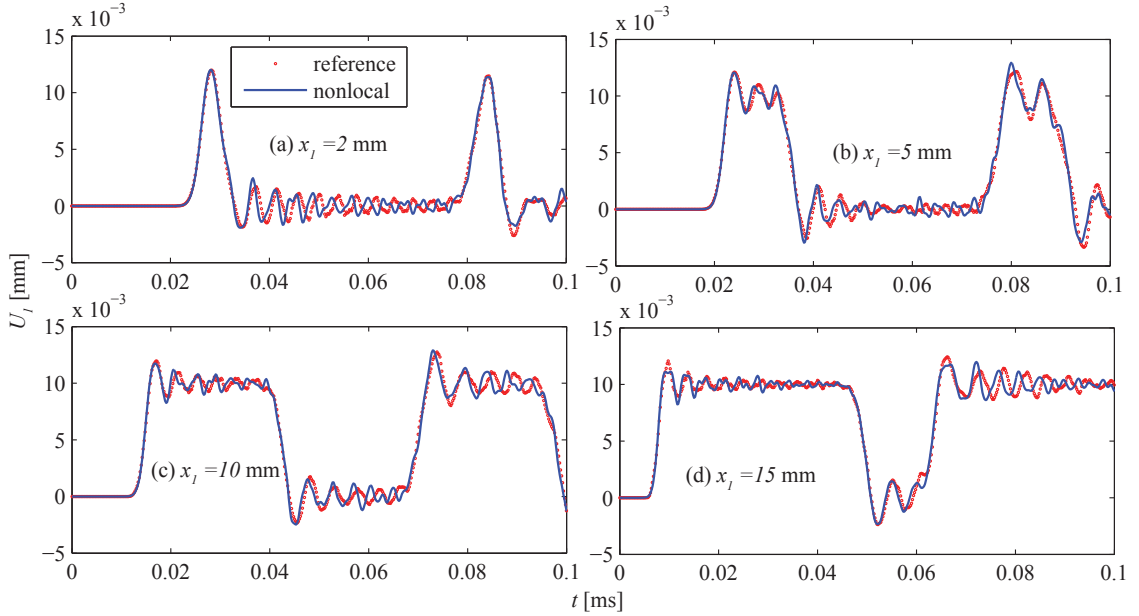 x 10⁻³
15
10
5
0
−5
0 0.02 0.04 0.06 0.08 0.1
reference
nonlocal
(a) x₁ =2 mm
x 10⁻³
15
10
5
0
−5
0 0.02 0.04 0.06 0.08 0.1
(b) x₁ =5 mm
U₁ [mm]
x 10⁻³
15
10
5
0
−5
0 0.02 0.04 0.06 0.08 0.1
(c) x₁ =10 mm
x 10⁻³
15
10
5
0
−5
0 0.02 0.04 0.06 0.08 0.1
(d) x₁ =15 mm
t [ms]